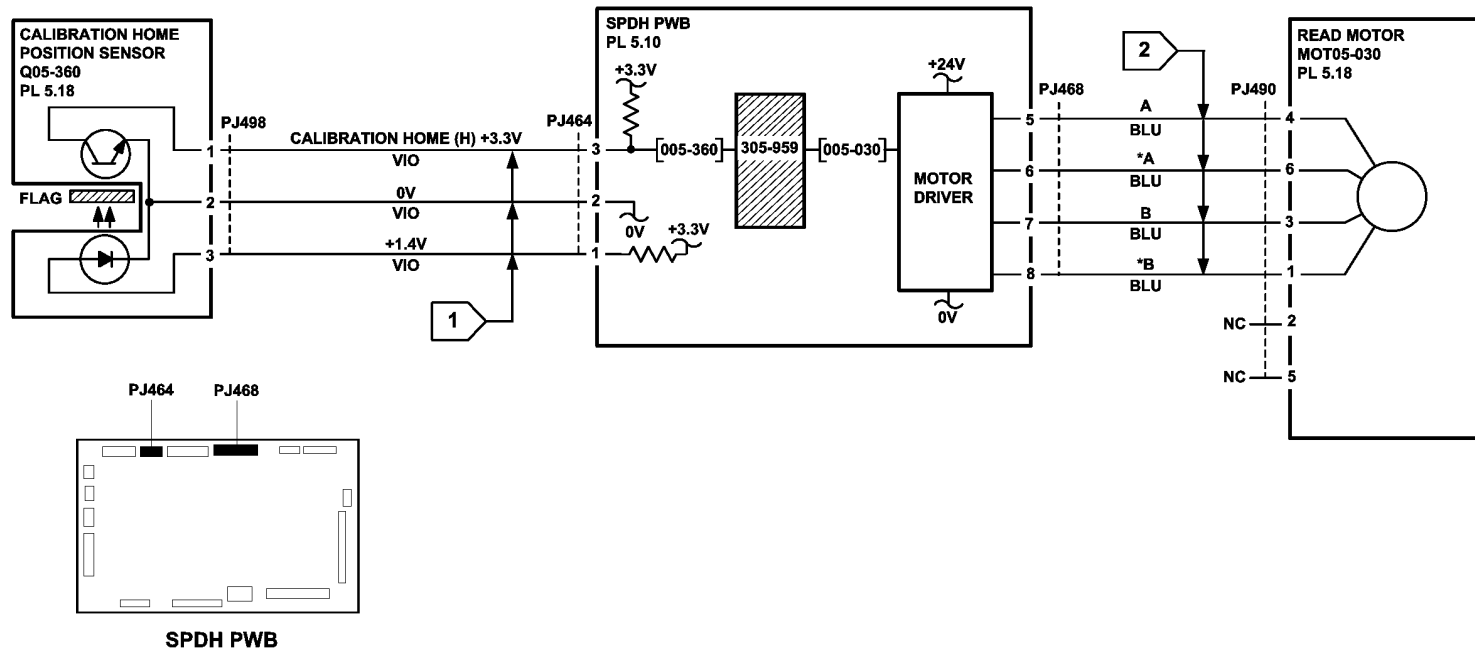 CALIBRATION HOME
POSITION SENSOR
Q05-360
PL 5.18
FLAG
1
2
3
PJ498
CALIBRATION HOME (H) +3.3V
VIO
0V
VIO
+1.4V
VIO
1
PJ464
3
2
1
SPDH PWB
PL 5.10
+3.3V
[005-360]
305-959
[005-030]
0V
+3.3V
+24V
MOTOR
DRIVER
0V
5
6
7
8
PJ468
2
A
BLU
*A
BLU
B
BLU
*B
BLU
PJ490
NC
NC
4
6
3
1
2
5
READ MOTOR
MOT05-030
PL 5.18
PJ464
PJ468
SPDH PWB